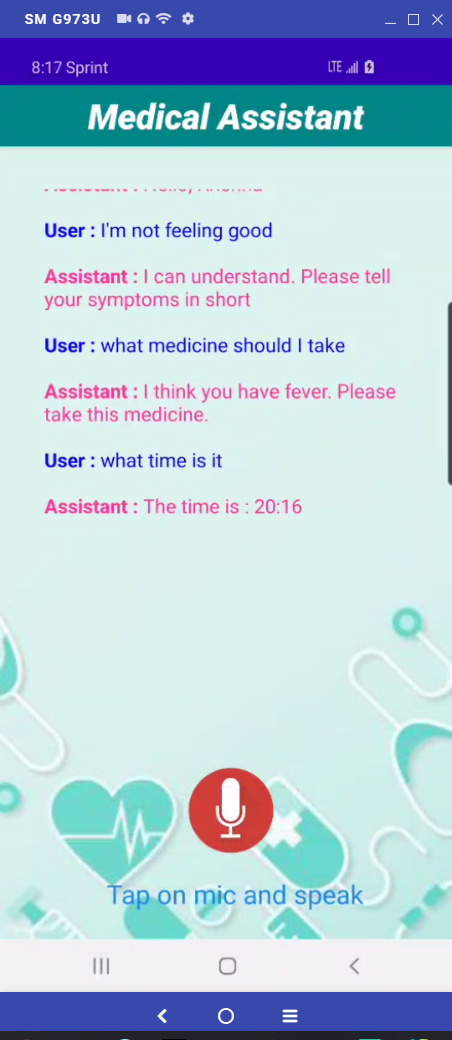 SM G973U
8:17 Sprint
LTE
Medical Assistant
User : I'm not feeling good
Assistant : I can understand. Please tell
your symptoms in short
User : what medicine should I take
Assistant : I think you have fever. Please
take this medicine.
User : what time is it
Assistant : The time is : 20:16
Tap on mic and speak